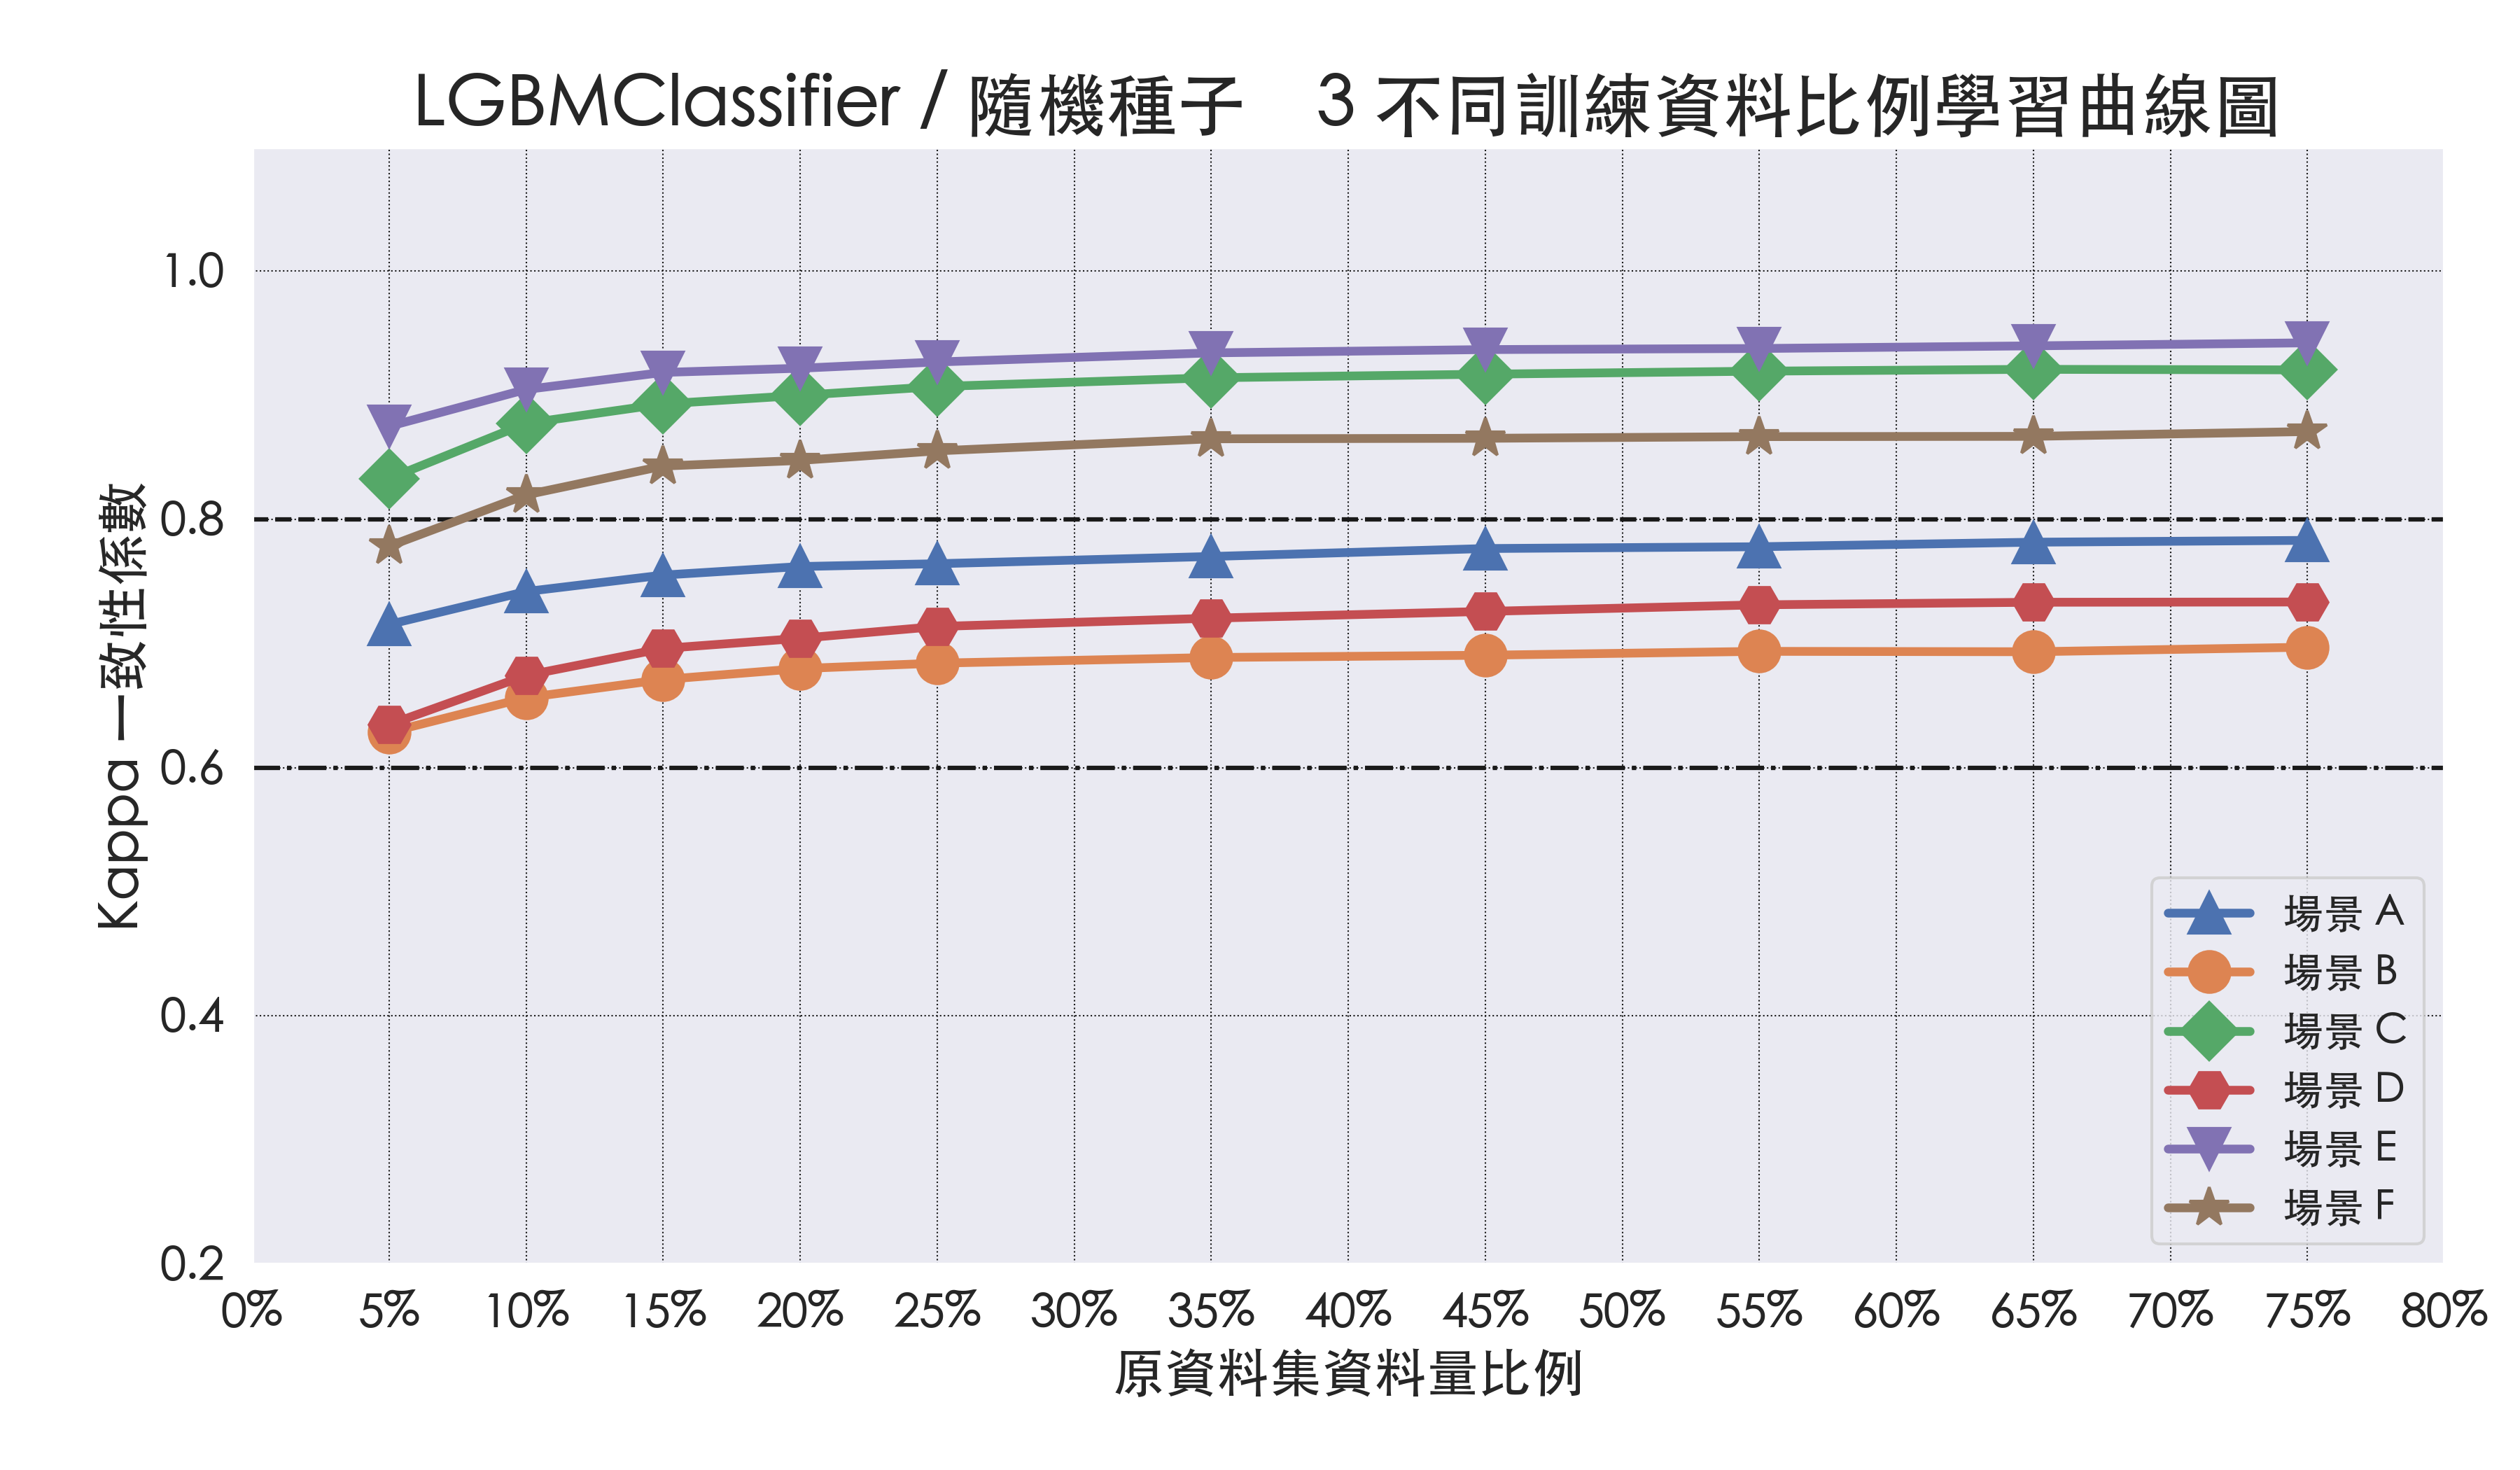 LGBMClassifier / 隨機種子　3 不同訓練資料比例學習曲線圖
Kappa 一致性係數
1.0
0.8
0.6
0.4
0.2
場景 A
場景 B
場景 C
場景 D
場景 E
場景 F
0% 5% 10% 15% 20% 25% 30% 35% 40% 45% 50% 55% 60% 65% 70% 75% 80%
原資料集資料量比例